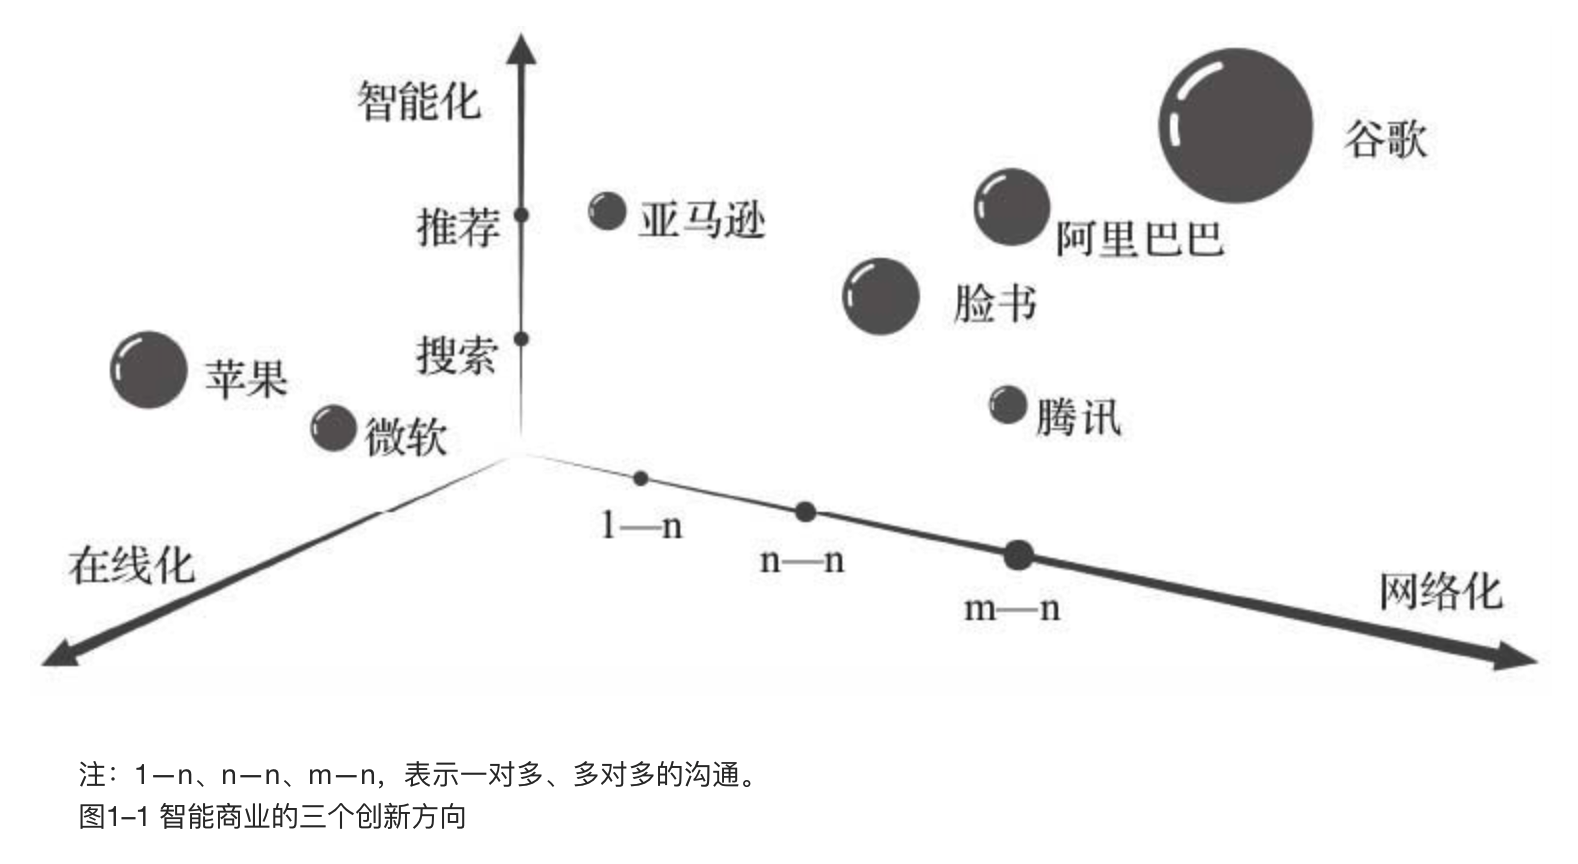 智能化
谷歌
推荐
亚马逊
阿里巴巴
脸书
搜索
苹果
微软
腾讯
1—n
n—n
m—n
在线化
网络化
注：1—n、n—n、m—n，表示一对多、多对多的沟通。
图1–1 智能商业的三个创新方向